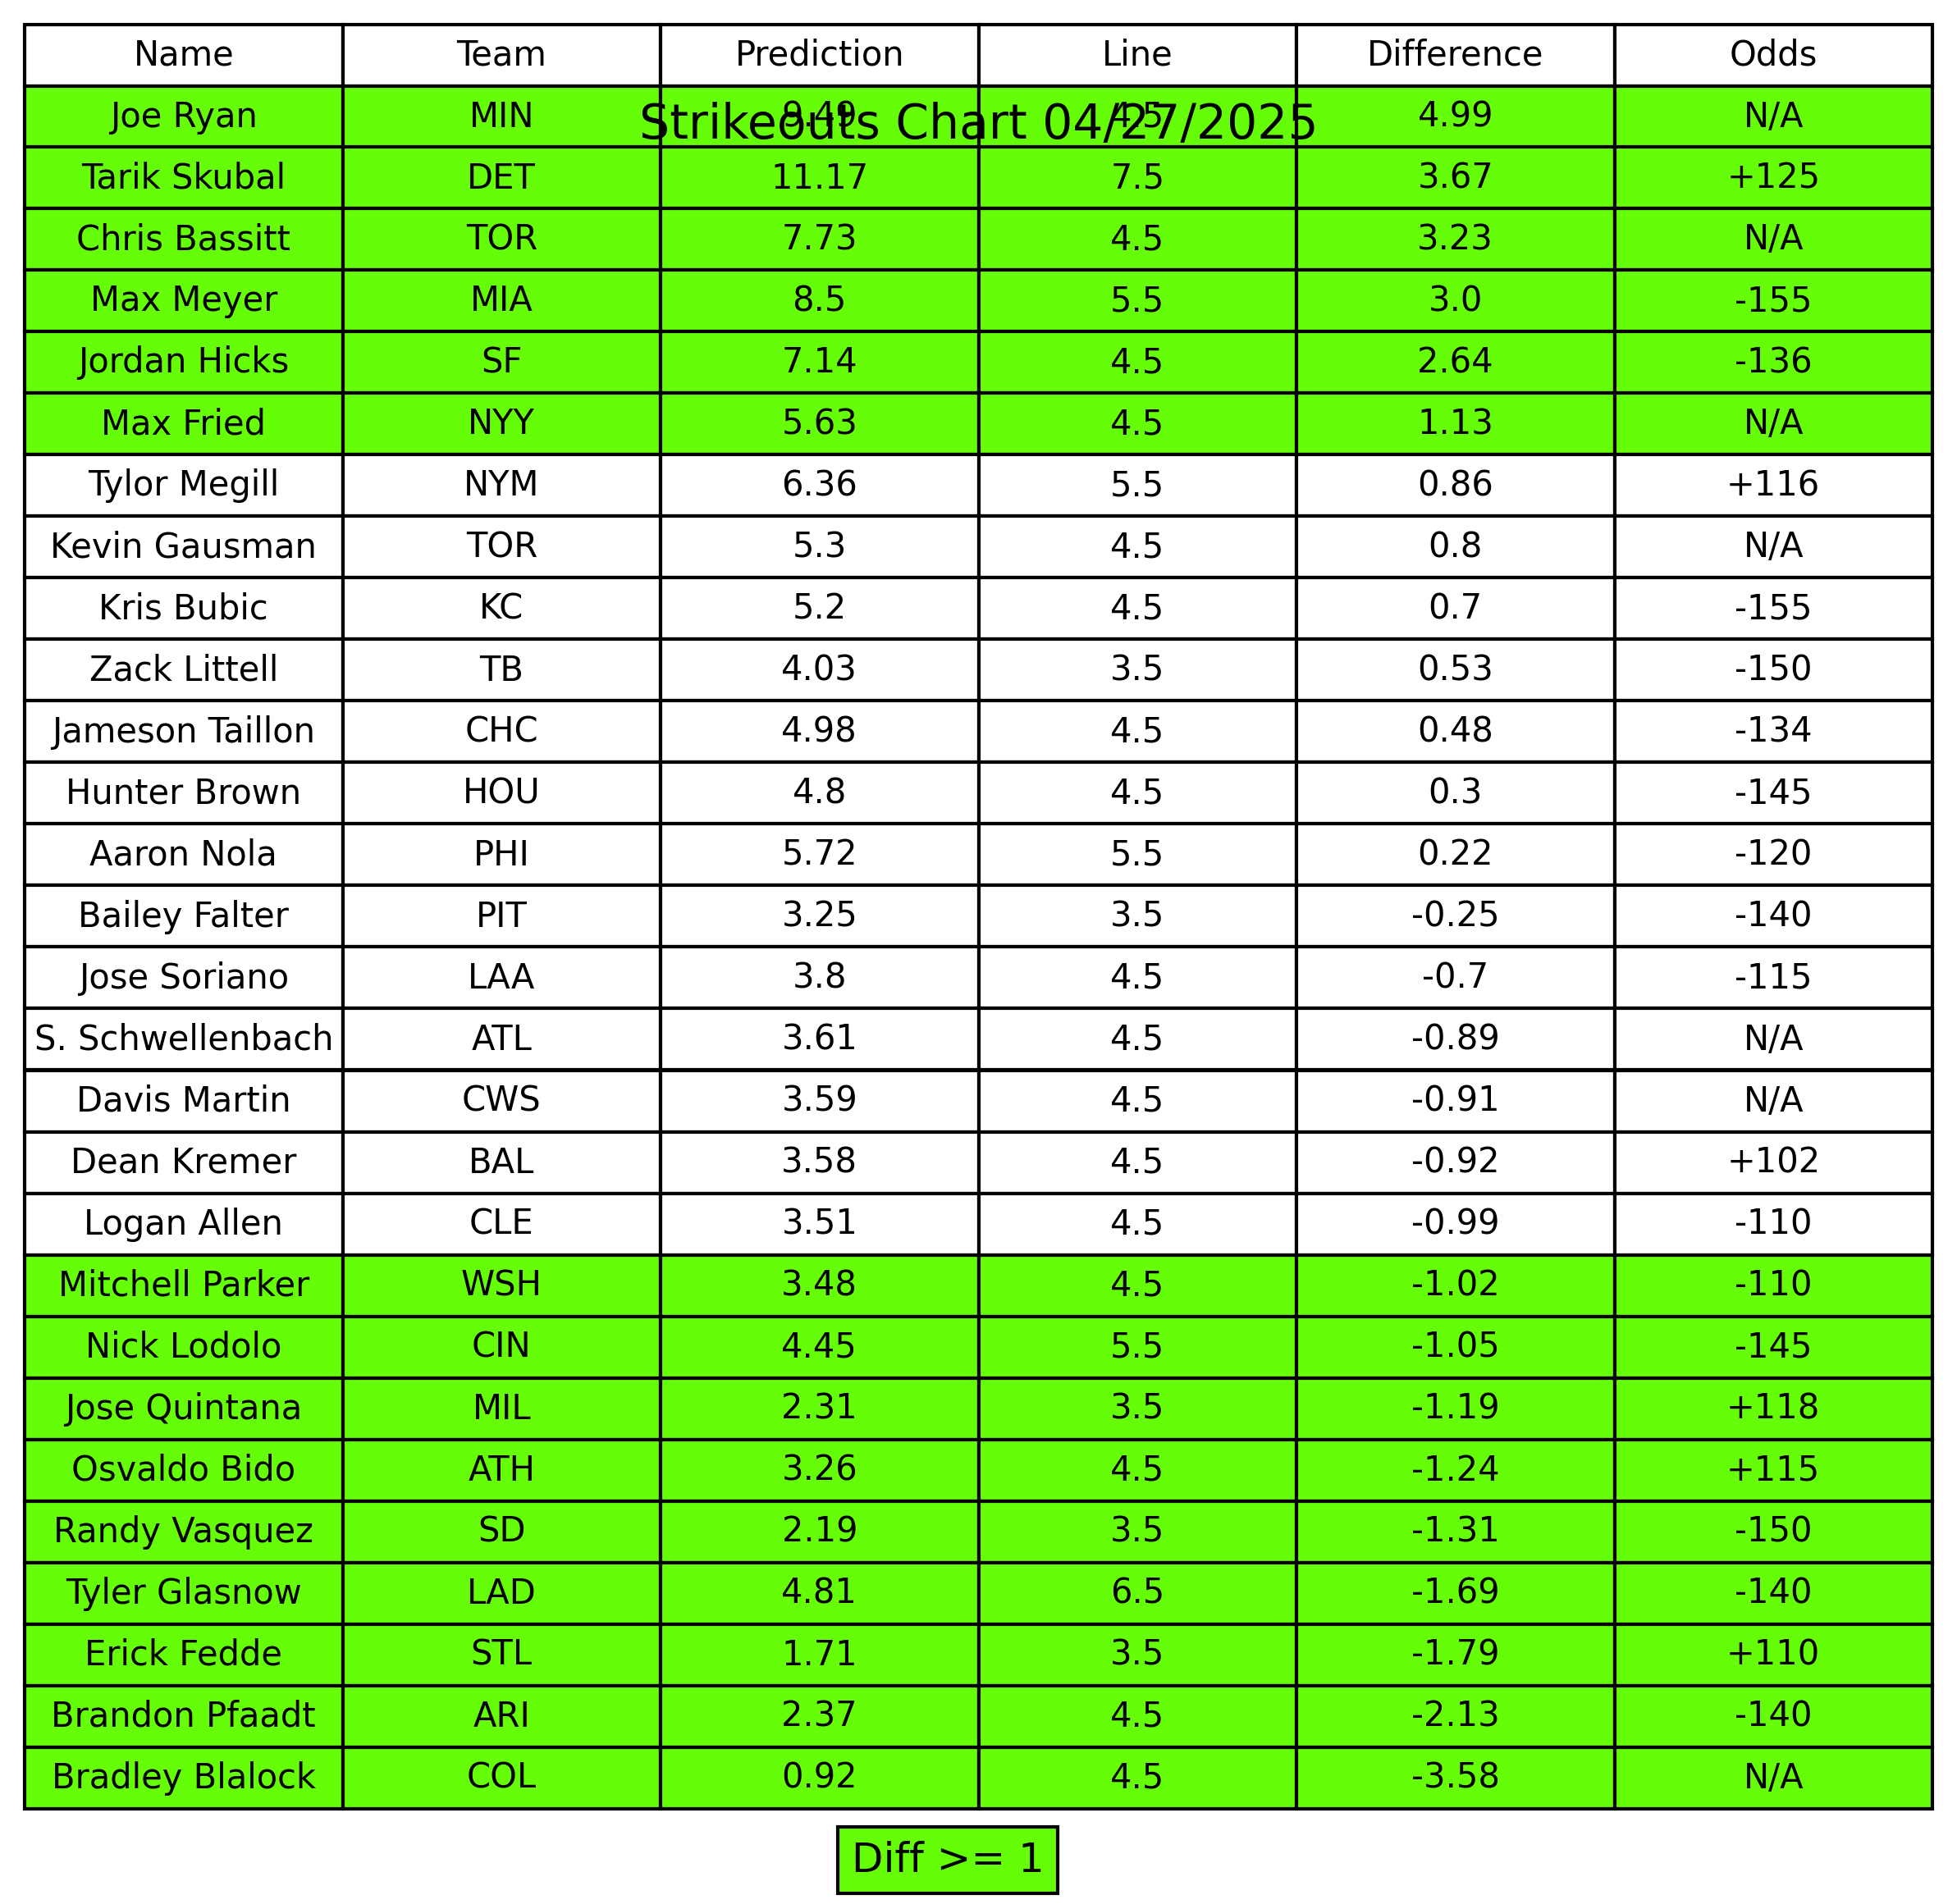 Name Team Prediction Line Difference Odds
Strikeouts Chart 04/27/2025
Joe Ryan MIN 9.49 4.5 4.99 N/A
Tarik Skubal DET 11.17 7.5 3.67 +125
Chris Bassitt TOR 7.73 4.5 3.23 N/A
Max Meyer MIA 8.5 5.5 3.0 -155
Jordan Hicks SF 7.14 4.5 2.64 -136
Max Fried NYY 5.63 4.5 1.13 N/A
Tylor Megill NYM 6.36 5.5 0.86 +116
Kevin Gausman TOR 5.3 4.5 0.8 N/A
Kris Bubic KC 5.2 4.5 0.7 -155
Zack Littell TB 4.03 3.5 0.53 -150
Jameson Taillon CHC 4.98 4.5 0.48 -134
Hunter Brown HOU 4.8 4.5 0.3 -145
Aaron Nola PHI 5.72 5.5 0.22 -120
Bailey Falter PIT 3.25 3.5 -0.25 -140
Jose Soriano LAA 3.8 4.5 -0.7 -115
S. Schwellenbach ATL 3.61 4.5 -0.89 N/A
Davis Martin CWS 3.59 4.5 -0.91 N/A
Dean Kremer BAL 3.58 4.5 -0.92 +102
Logan Allen CLE 3.51 4.5 -0.99 -110
Mitchell Parker WSH 3.48 4.5 -1.02 -110
Nick Lodolo CIN 4.45 5.5 -1.05 -145
Jose Quintana MIL 2.31 3.5 -1.19 +118
Osvaldo Bido ATH 3.26 4.5 -1.24 +115
Randy Vasquez SD 2.19 3.5 -1.31 -150
Tyler Glasnow LAD 4.81 6.5 -1.69 -140
Erick Fedde STL 1.71 3.5 -1.79 +110
Brandon Pfaadt ARI 2.37 4.5 -2.13 -140
Bradley Blalock COL 0.92 4.5 -3.58 N/A
Diff >= 1